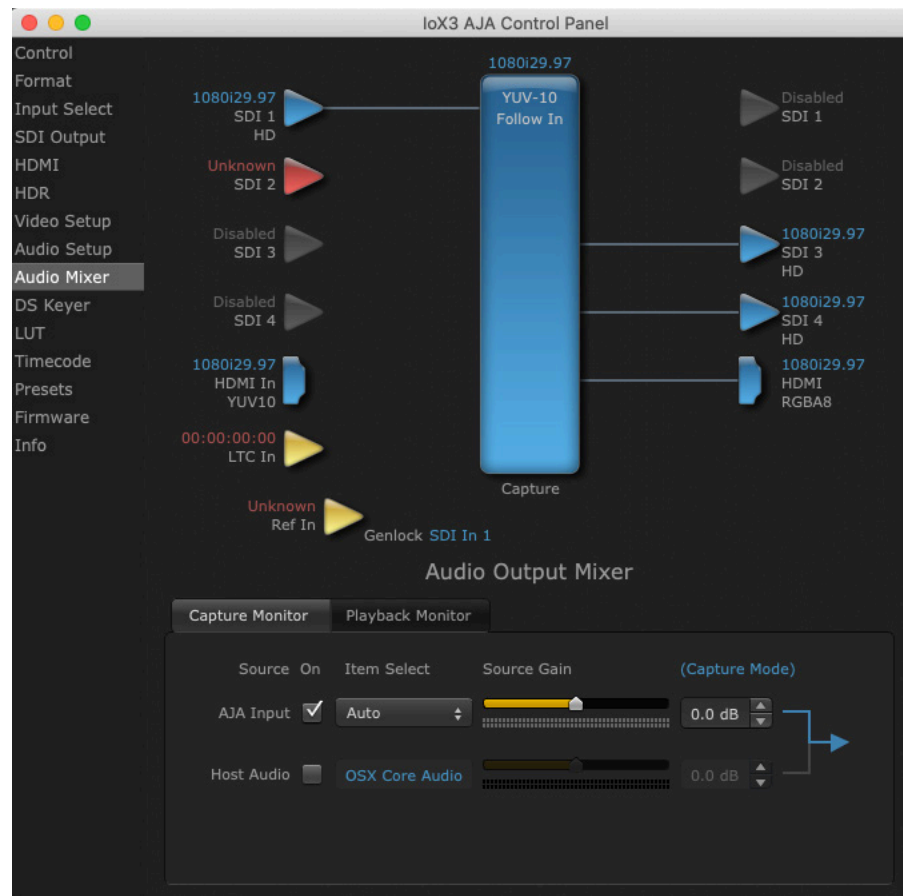 IoX3 AJA Control Panel
Control
Format
Input Select
SDI Output
HDMI
HDR
Video Setup
Audio Setup
Audio Mixer
DS Keyer
LUT
Timecode
Presets
Firmware
Info
1080i29.97
YUV-10
Follow In
Capture
1080i29.97
SDI 1
HD
Unknown
SDI 2
Disabled
SDI 3
Disabled
SDI 4
1080i29.97
HDMI In
YUV10
00:00:00:00
LTC In
Unknown
Ref In
Genlock SDI In 1
Disabled
SDI 1
Disabled
SDI 2
1080i29.97
SDI 3
HD
1080i29.97
SDI 4
HD
1080i29.97
HDMI
RGBA8
Audio Output Mixer
Capture Monitor Playback Monitor
Source On Item Select Source Gain (Capture Mode)
AJA Input Auto 0.0 dB
Host Audio OSX Core Audio 0.0 dB